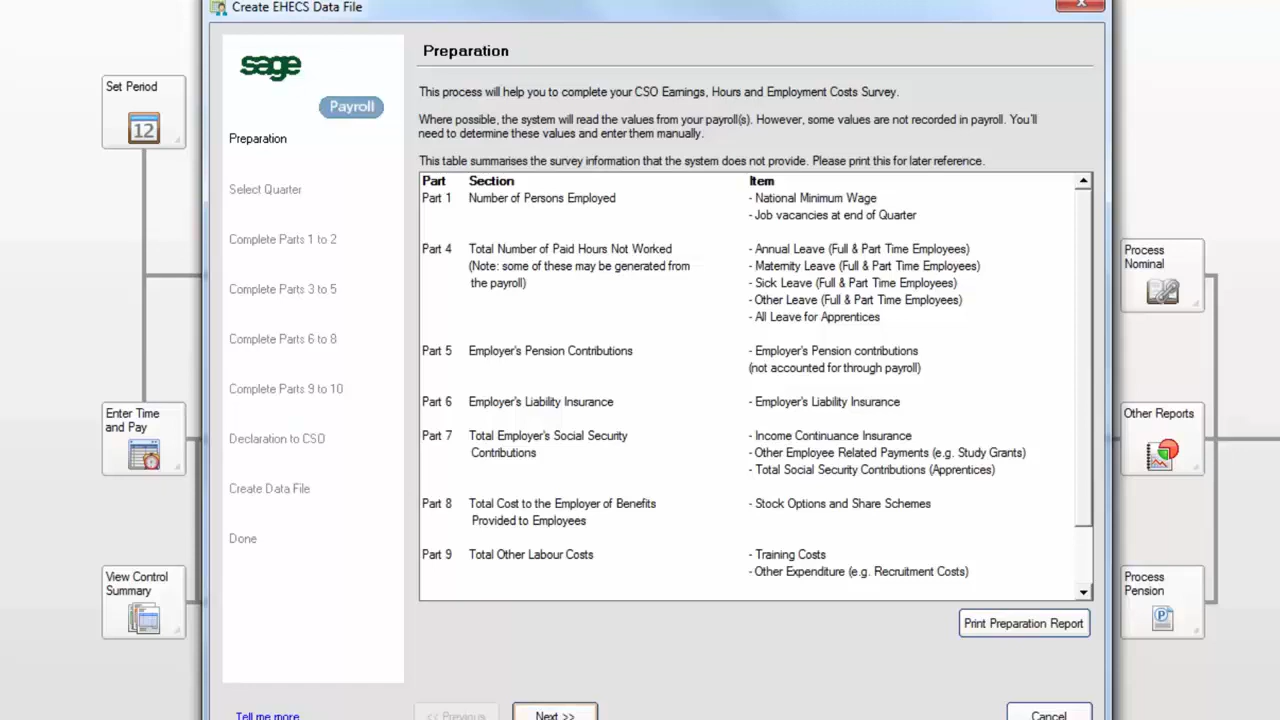 Create EHECS Data File
x
Set Period
12
Enter Time
and Pay
View Control
Summary
sage
Payroll
Preparation
Select Quarter
Complete Parts 1 to 2
Complete Parts 3 to 5
Complete Parts 6 to 8
Complete Parts 9 to 10
Declaration to CSO
Create Data File
Done
Tell me more
Preparation
This process will help you to complete your CSO Earnings, Hours and Employment Costs Survey.
Where possible, the system will read the values from your payroll(s). However, some values are not recorded in payroll. You'll
need to determine these values and enter them manually.
This table summarises the survey information that the system does not provide. Please print this for later reference.
Part Section Item
Part 1 Number of Persons Employed - National Minimum Wage
- Job vacancies at end of Quarter
Part 4 Total Number of Paid Hours Not Worked - Annual Leave (Full & Part Time Employees)
(Note: some of these may be generated from - Maternity Leave (Full & Part Time Employees)
the payroll) - Sick Leave (Full & Part Time Employees)
- Other Leave (Full & Part Time Employees)
- All Leave for Apprentices
Part 5 Employer's Pension Contributions - Employer's Pension contributions
(not accounted for through payroll)
Part 6 Employer's Liability Insurance - Employer's Liability Insurance
Part 7 Total Employer's Social Security - Income Continuance Insurance
Contributions - Other Employee Related Payments (e.g. Study Grants)
- Total Social Security Contributions (Apprentices)
Part 8 Total Cost to the Employer of Benefits - Stock Options and Share Schemes
Provided to Employees
Part 9 Total Other Labour Costs - Training Costs
- Other Expenditure (e.g. Recruitment Costs)
Print Preparation Report
<< Previous
Next >>
Cancel
Process
Nominal
Other Reports
Process
Pension
P